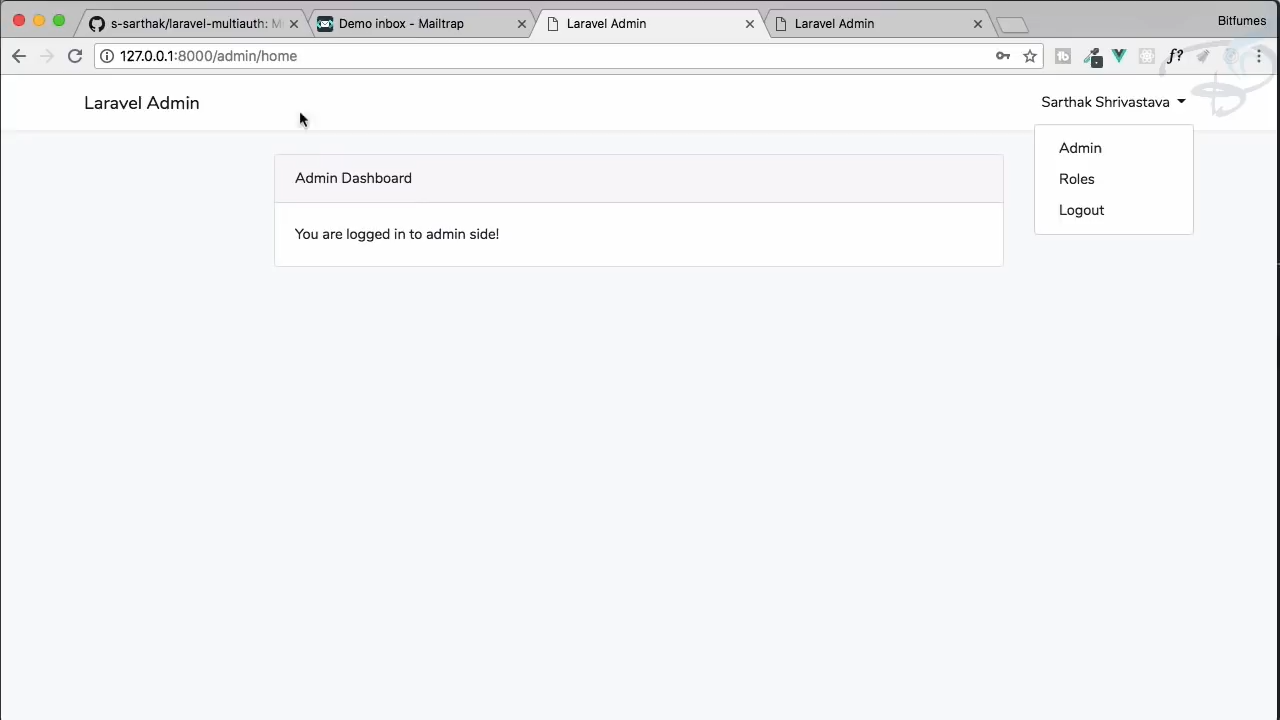 s-sarthak/laravel-multiauth: M
Demo inbox - Mailtrap
Laravel Admin
Laravel Admin
Bitfumes
127.0.0.1:8000/admin/home
tb
f?
Laravel Admin
Sarthak Shrivastava
Admin
Roles
Logout
Admin Dashboard
You are logged in to admin side!